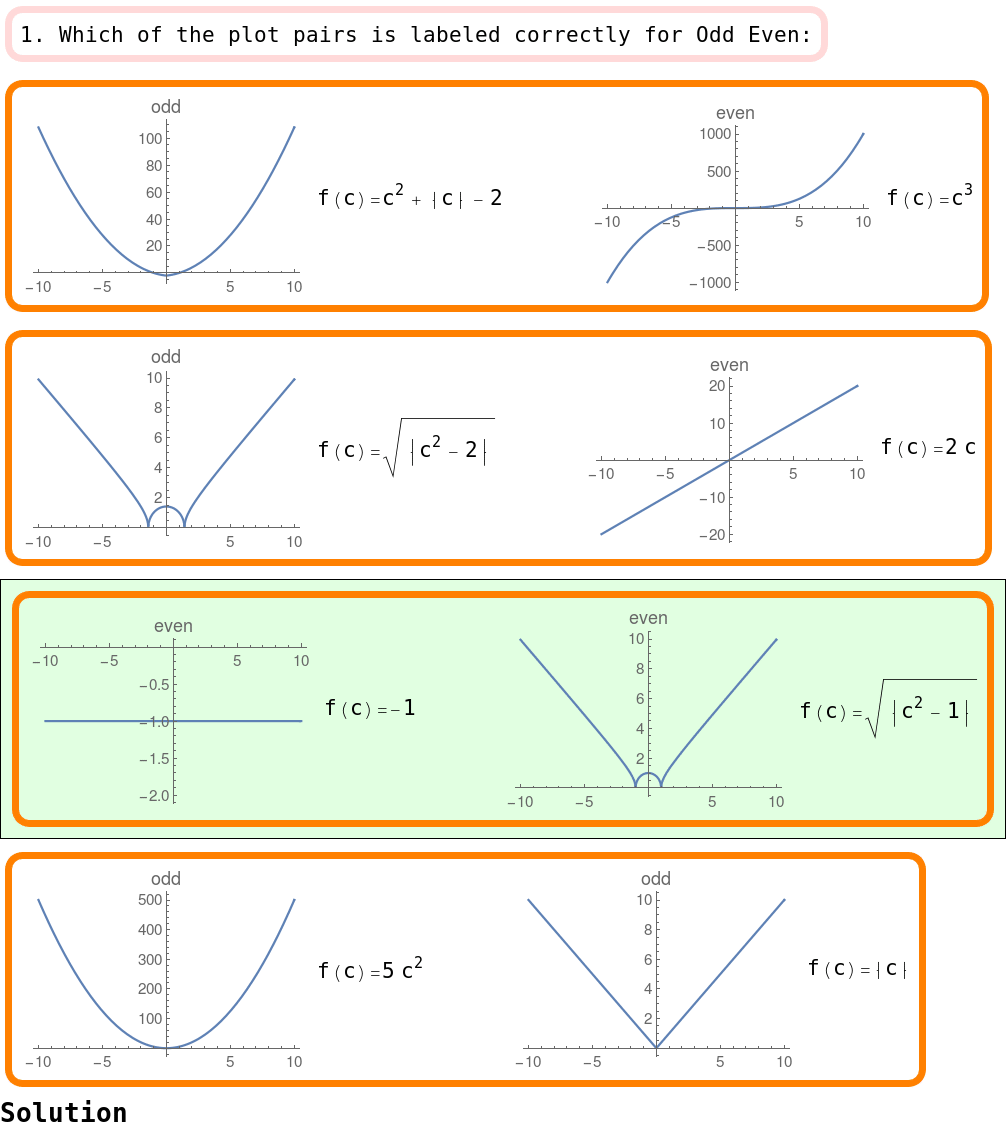 1. Which of the plot pairs is labeled correctly for Odd Even:
odd
100
80
60
40
20
−10 −5 5 10
f(c)=c² + |c| − 2
even
1000
500
−10 −5 5 10
−500
−1000
f(c)=c³
odd
10
8
6
4
2
−10 −5 5 10
f(c)=√|c² − 2|
even
20
10
−10 −5 5 10
−10
−20
f(c)=2 c
even
−10 −5 5 10
−0.5
−1.0
−1.5
−2.0
f(c)=−1
even
10
8
6
4
2
−10 −5 5 10
f(c)=√|c² − 1|
odd
500
400
300
200
100
−10 −5 5 10
f(c)=5 c²
odd
10
8
6
4
2
−10 −5 5 10
f(c)=|c|
Solution